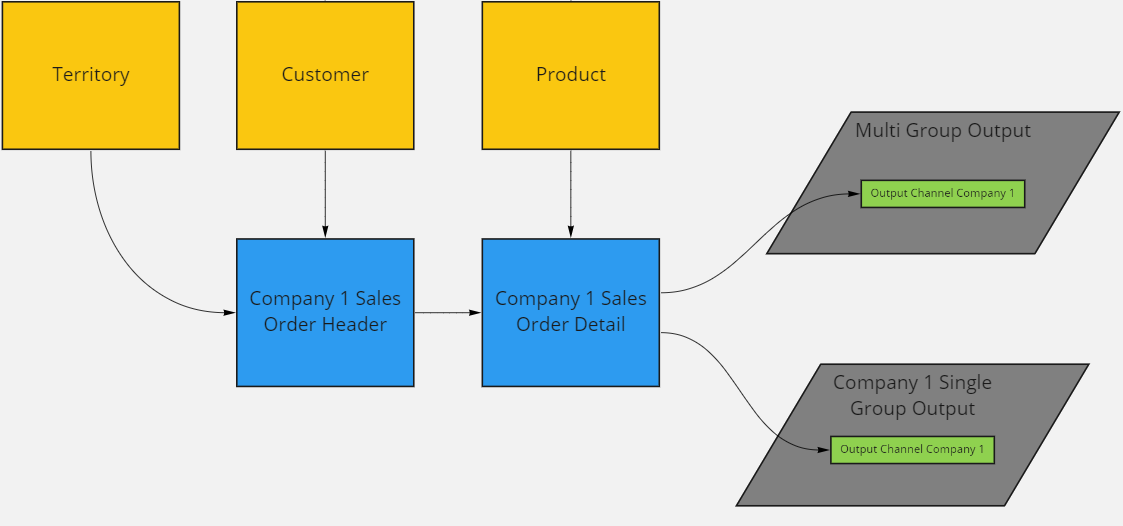 Territory
Customer
Product
Multi Group Output
Output Channel Company 1
Company 1 Sales
Order Header
Company 1 Sales
Order Detail
Company 1 Single
Group Output
Output Channel Company 1